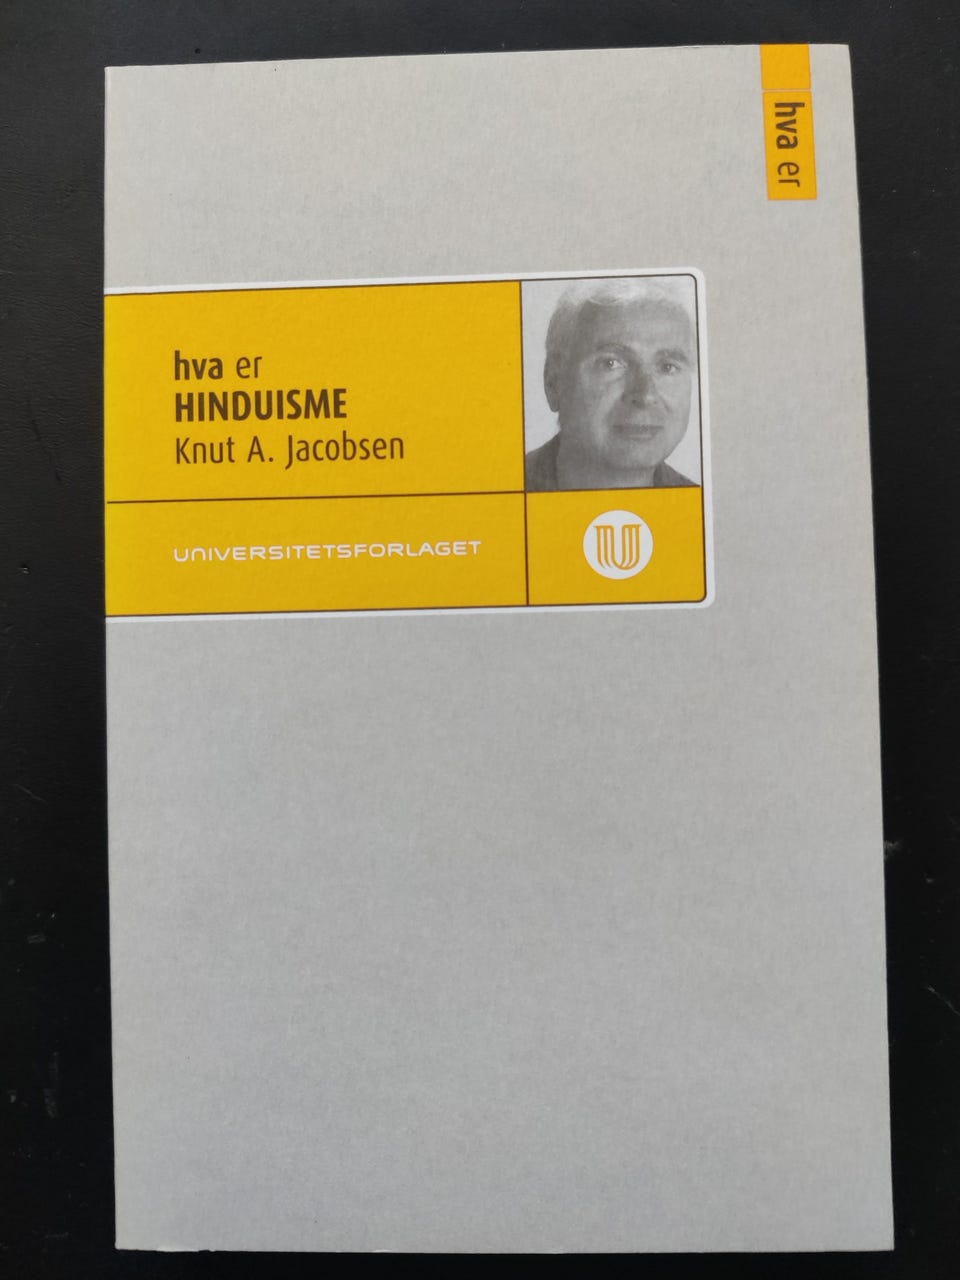 hva er
hva er
HINDUISME
Knut A. Jacobsen
UNIVERSITETSFORLAGET